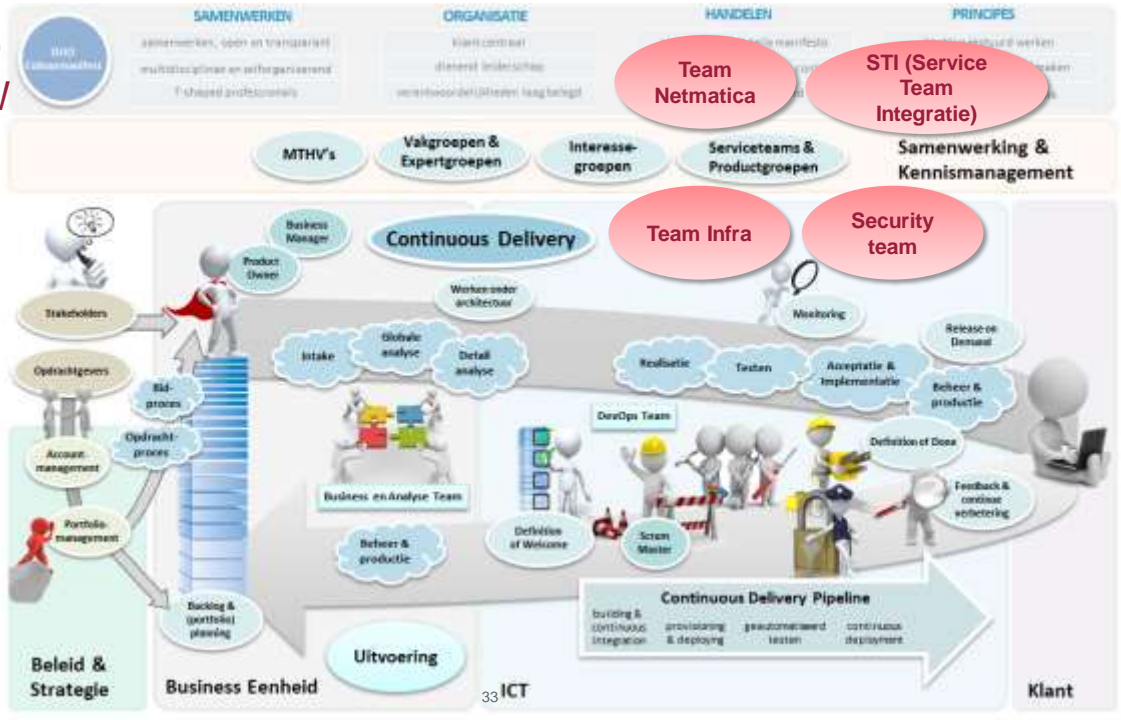 /
SAMENWERKEN
ORGANISATIE
HANDELEN
PRINCIPES
samenwerken, open en transparant
multidisciplinair en zelforganiserend
T-shaped professionals
klant centraal
dienend leiderschap
verantwoordelijkheden laag belegd
manifesto
werken
Team
Netmatica
STI (Service
Team
Integratie)
MTHV's
Vakgroepen &
Expertgroepen
Interesse-
groepen
Serviceteams &
Productgroepen
Samenwerking &
Kennismanagement
Team Infra
Security
team
Business
Manager
Product
Owner
Continuous Delivery
Werken onder
architectuur
Monitoring
Stakeholders
Opdrachtgevers
Intake
Globale
analyse
Detail
analyse
Realisatie
Testen
Acceptatie &
Implementatie
Release on
Demand
Beheer &
productie
Bid-
proces
Opdracht-
proces
Account-
management
Portfolio-
management
DevOps Team
Definition of Done
Business en Analyse Team
Feedback &
continue
verbetering
Beheer &
productie
Definition
of Welcome
Scrum
Master
Backlog &
(portfolio)
planning
Continuous Delivery Pipeline
building &
continuous
integration
provisioning
& deploying
geautomatiseerd
testen
continuous
deployment
Uitvoering
Beleid &
Strategie
Business Eenheid
33
ICT
Klant